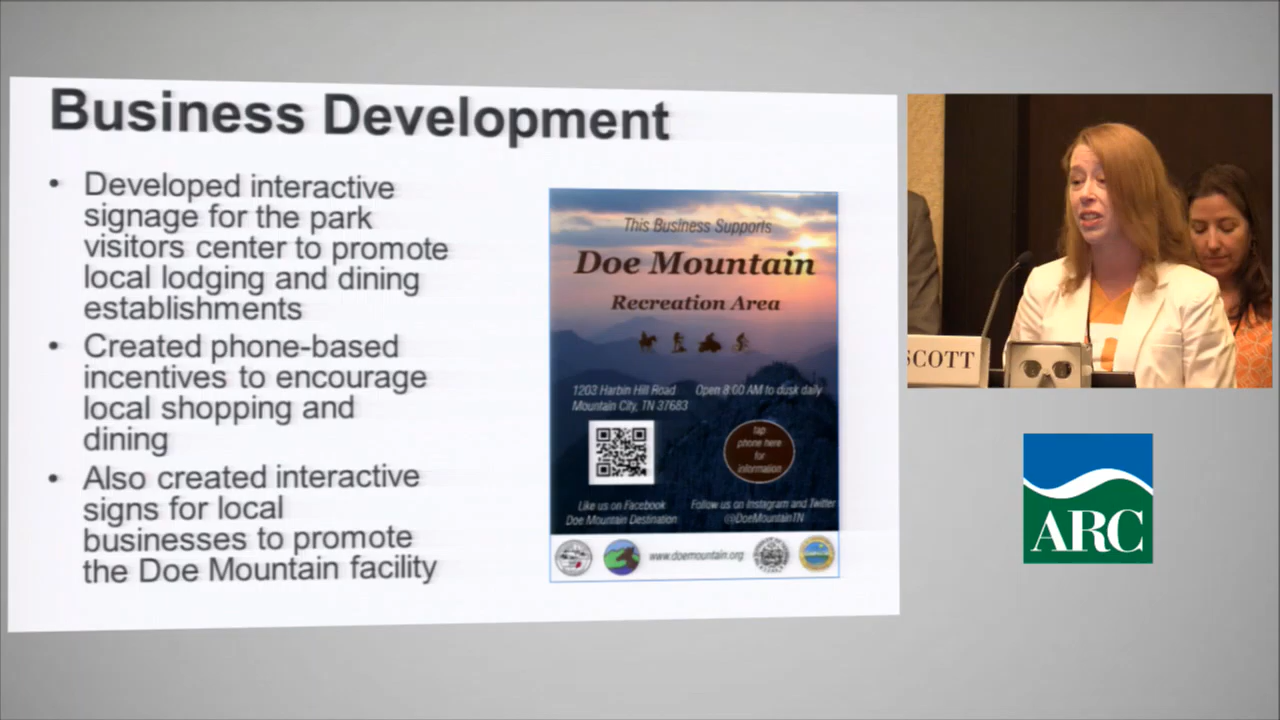 Business Development
• Developed interactive
signage for the park
visitors center to promote
local lodging and dining
establishments
• Created phone-based
incentives to encourage
local shopping and
dining
• Also created interactive
signs for local
businesses to promote
the Doe Mountain facility
This Business Supports
Doe Mountain
Recreation Area
1203 Harbin Hill Road
Mountain City, TN 37683
Open 8:00 AM to dusk daily
tap
phone here
for
information
Like us on Facebook
Doe Mountain Destination
Follow us on Instagram and Twitter
@DoeMountainTN
www.doemountain.org
SCOTT
ARC